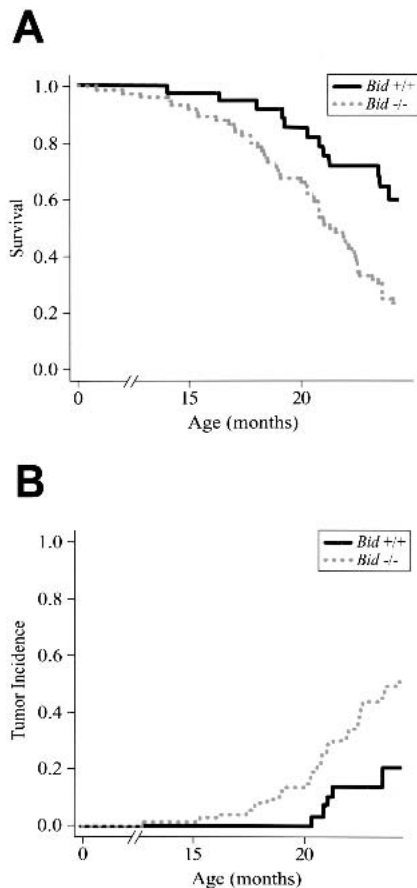 A
1.0
Bid +/+
Bid -/-
0.8
0.6
0.4
0.2
0.0
Survival
0
15
20
Age (months)
B
1.0
Bid +/+
Bid -/-
0.8
0.6
0.4
0.2
0.0
Tumor Incidence
0
15
20
Age (months)